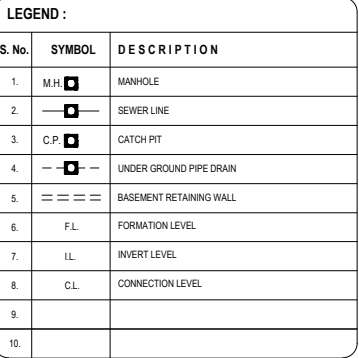 LEGEND :
S. No. SYMBOL DESCRIPTION
1. M.H. MANHOLE
2. SEWER LINE
3. C.P. CATCH PIT
4. UNDER GROUND PIPE DRAIN
5. BASEMENT RETAINING WALL
6. F.L. FORMATION LEVEL
7. I.L. INVERT LEVEL
8. C.L. CONNECTION LEVEL
9.
10.